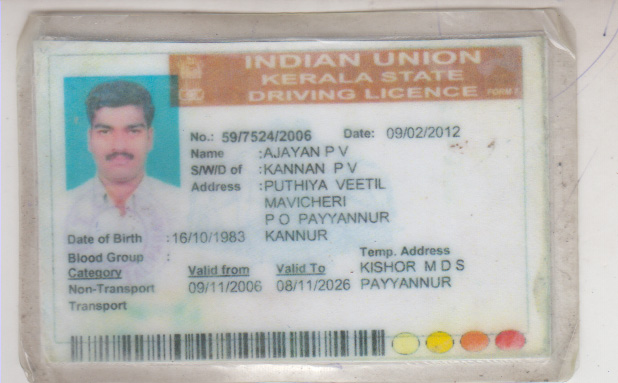 INDIAN UNION
KERALA STATE
DRIVING LICENCE FORM 7
No.: 59/7524/2006 Date: 09/02/2012
Name :AJAYAN P V
S/W/D of :KANNAN P V
Address :PUTHIYA VEETIL
MAVICHERI
P O PAYYANNUR
Date of Birth :16/10/1983 KANNUR
Blood Group :
Temp. Address
Category Valid from Valid To KISHOR M D S
Non-Transport 09/11/2006 08/11/2026 PAYYANNUR
Transport